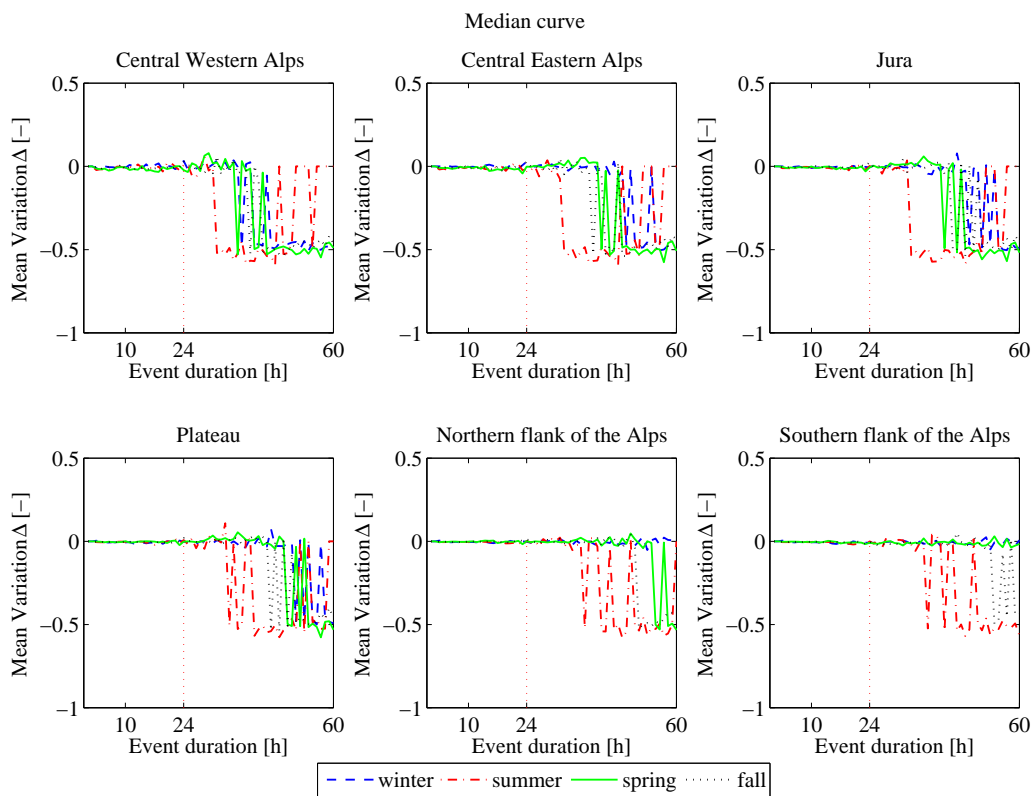 Median curve
Central Western Alps
Central Eastern Alps
Jura
0.5
0
−0.5
−1
Mean Variation Δ [−]
10
24
60
Event duration [h]
0.5
0
−0.5
−1
Mean Variation Δ [−]
10
24
60
Event duration [h]
0.5
0
−0.5
−1
Mean Variation Δ [−]
10
24
60
Event duration [h]
Plateau
Northern flank of the Alps
Southern flank of the Alps
0.5
0
−0.5
−1
Mean Variation Δ [−]
10
24
60
Event duration [h]
0.5
0
−0.5
−1
Mean Variation Δ [−]
10
24
60
Event duration [h]
0.5
0
−0.5
−1
Mean Variation Δ [−]
10
24
60
Event duration [h]
winter summer spring fall